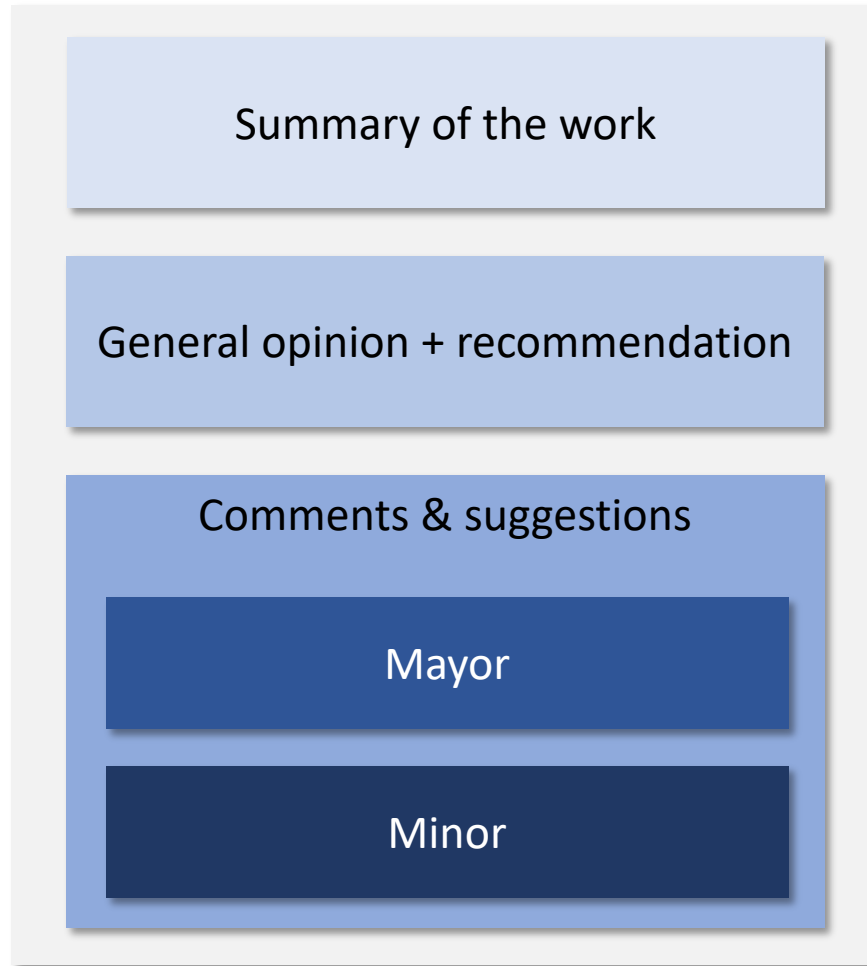 Summary of the work
General opinion + recommendation
Comments & suggestions
Mayor
Minor